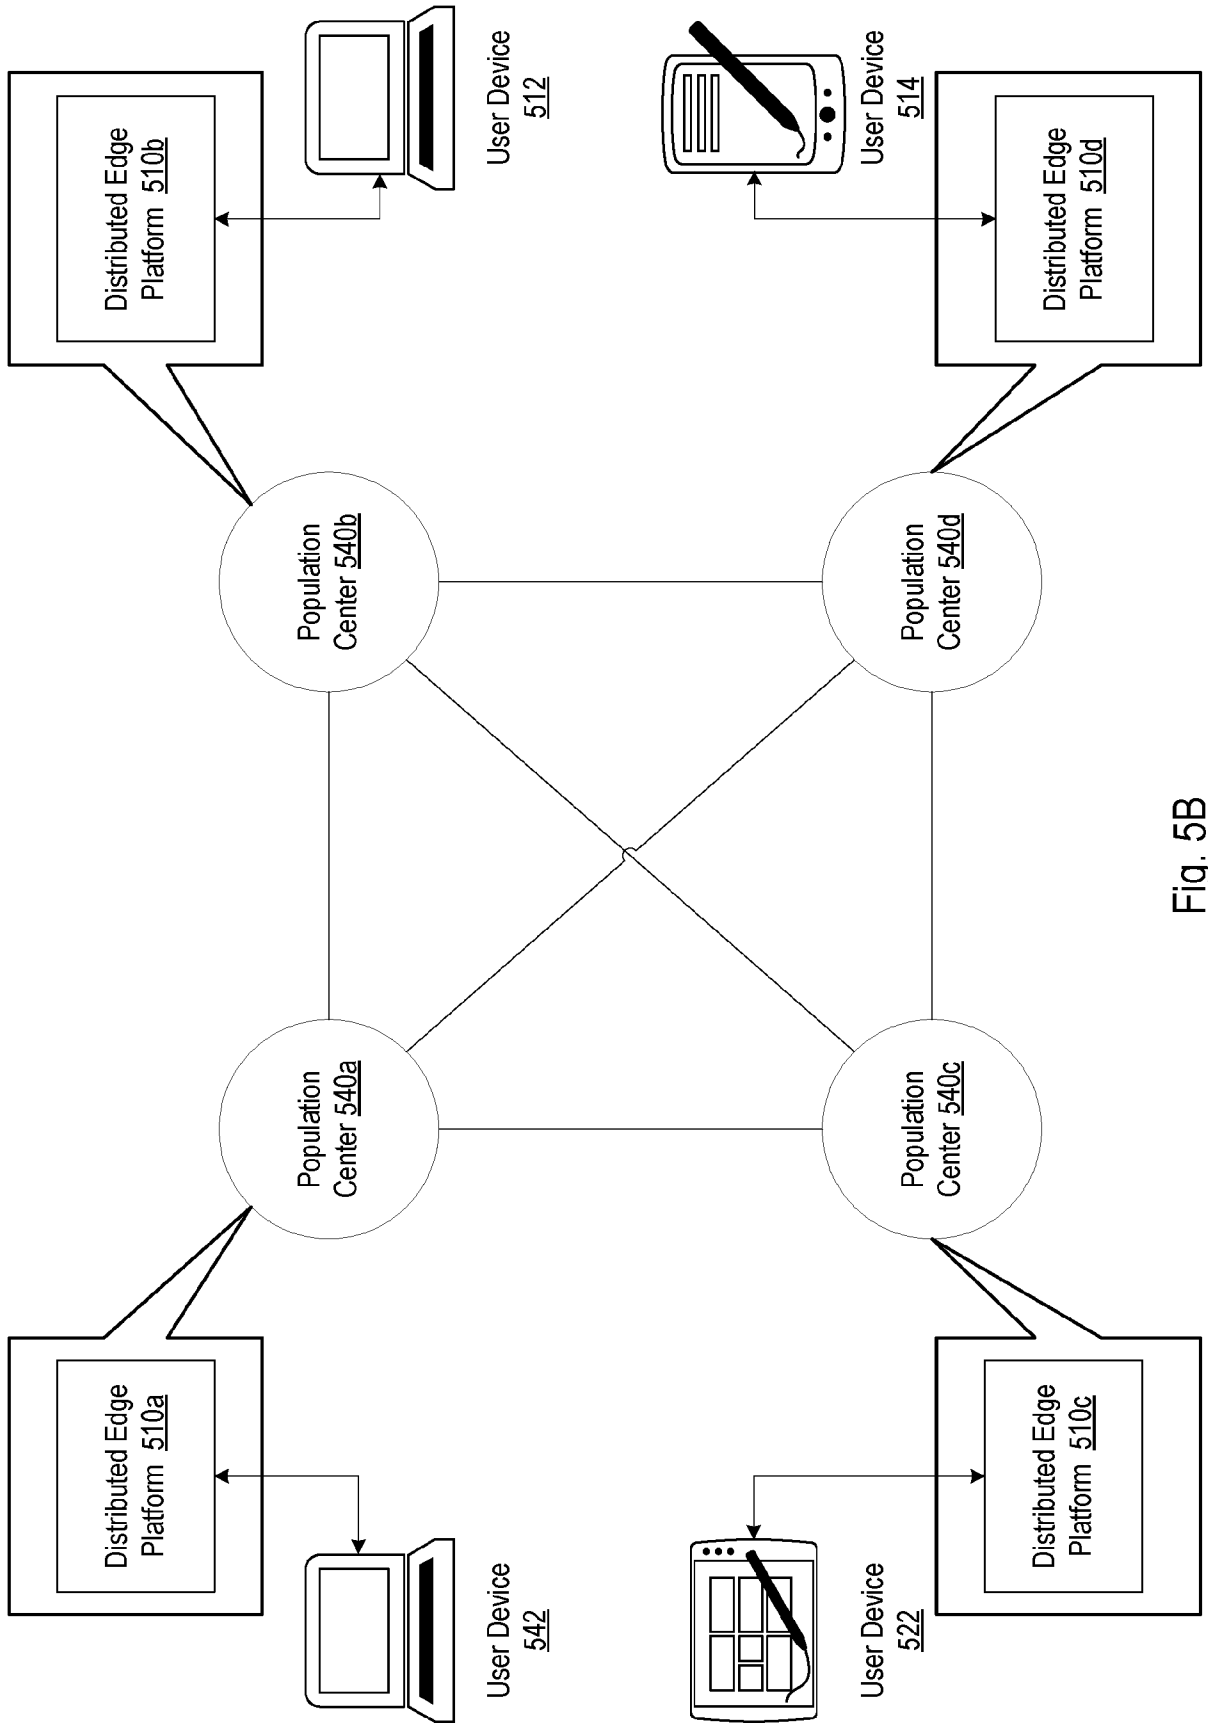 Distributed Edge
Platform 510a
User Device
542
Population
Center 540a
Population
Center 540b
Distributed Edge
Platform 510b
User Device
512
User Device
522
Distributed Edge
Platform 510c
Population
Center 540c
Population
Center 540d
User Device
514
Distributed Edge
Platform 510d
Fig. 5B